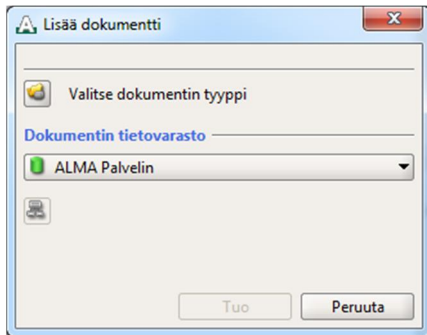 Lisää dokumentti
Valitse dokumentin tyyppi
Dokumentin tietovarasto
ALMA Palvelin
Tuo
Peruuta